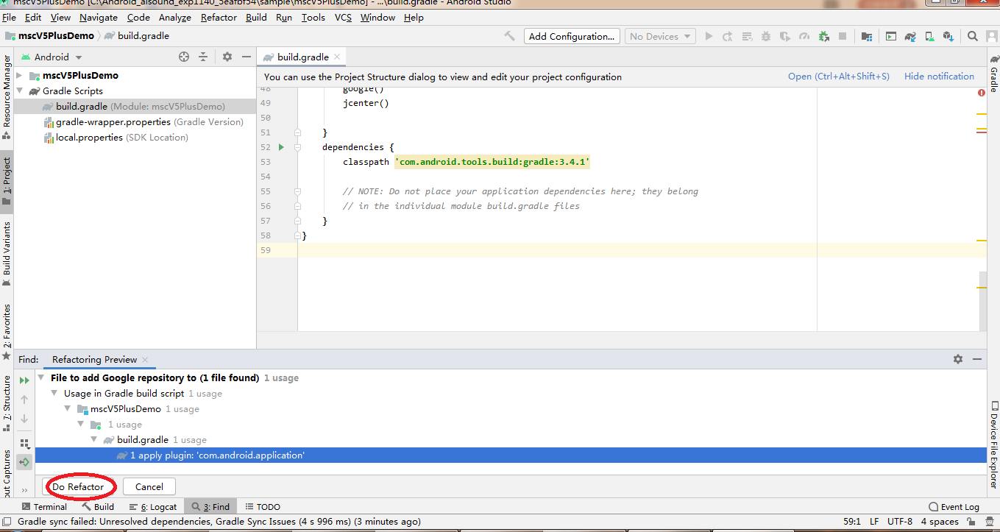 mscV5PlusDemo [C:\Android_aisound_exp1140_5eafbf54\sample\mscV5PlusDemo] - ...\build.gradle - Android Studio
File Edit View Navigate Code Analyze Refactor Build Run Tools VCS Window Help
mscV5PlusDemo build.gradle Add Configuration... No Devices
Android build.gradle
You can use the Project Structure dialog to view and edit your project configuration Open (Ctrl+Alt+Shift+S) Hide notification
mscV5PlusDemo
Gradle Scripts
build.gradle (Module: mscV5PlusDemo)
gradle-wrapper.properties (Gradle Version)
local.properties (SDK Location)
48 google()
49 jcenter()
50
51 }
52 dependencies {
53 classpath 'com.android.tools.build:gradle:3.4.1'
54
55 // NOTE: Do not place your application dependencies here; they belong
56 // in the individual module build.gradle files
57 }
58 }
59
Resource Manager
1: Project
Build Variants
2: Favorites
7: Structure
out Captures
Gradle
Device File Explorer
Find: Refactoring Preview
File to add Google repository to (1 file found) 1 usage
Usage in Gradle build script 1 usage
mscV5PlusDemo 1 usage
1 usage
build.gradle 1 usage
1 apply plugin: 'com.android.application'
Do Refactor Cancel
Terminal Build 6: Logcat 3: Find TODO Event Log
Gradle sync failed: Unresolved dependencies, Gradle Sync Issues (4 s 996 ms) (3 minutes ago) 59:1 LF UTF-8 4 spaces